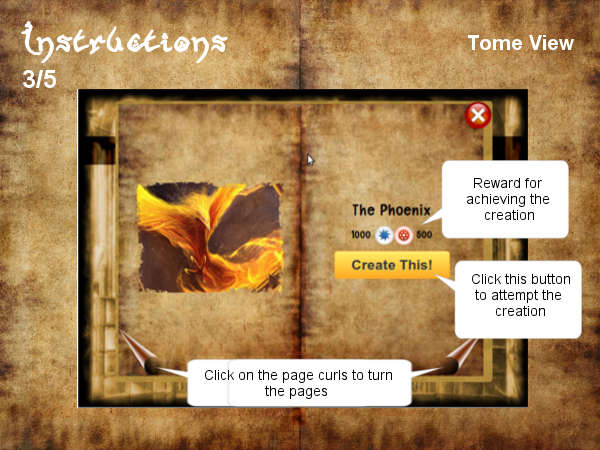 Instructions
Tome View
3/5
Reward for
achieving the
creation
The Phoenix
1000 500
Create This!
Click this button
to attempt the
creation
Click on the page curls to turn
the pages